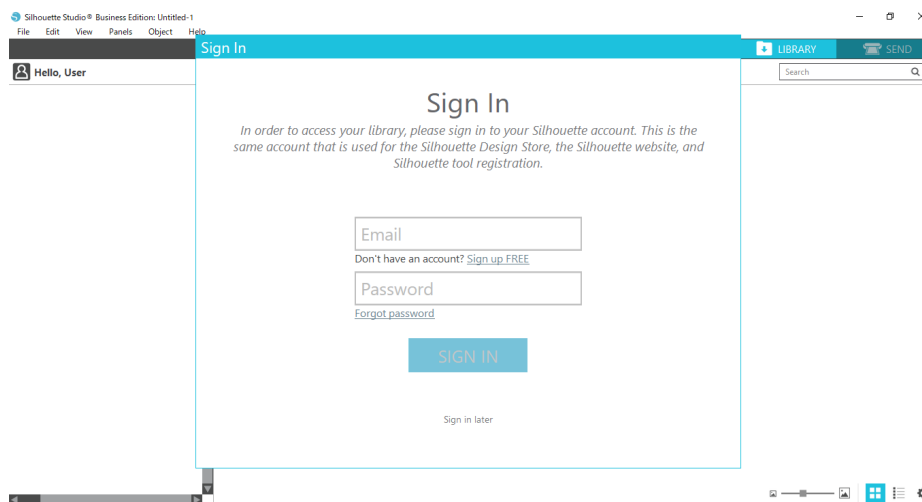 Silhouette Studio® Business Edition: Untitled-1
File Edit View Panels Object Help
Sign In
LIBRARY
SEND
Hello, User
Search
Sign In
In order to access your library, please sign in to your Silhouette account. This is the
same account that is used for the Silhouette Design Store, the Silhouette website, and
Silhouette tool registration.
Email
Don't have an account? Sign up FREE
Password
Forgot password
SIGN IN
Sign in later